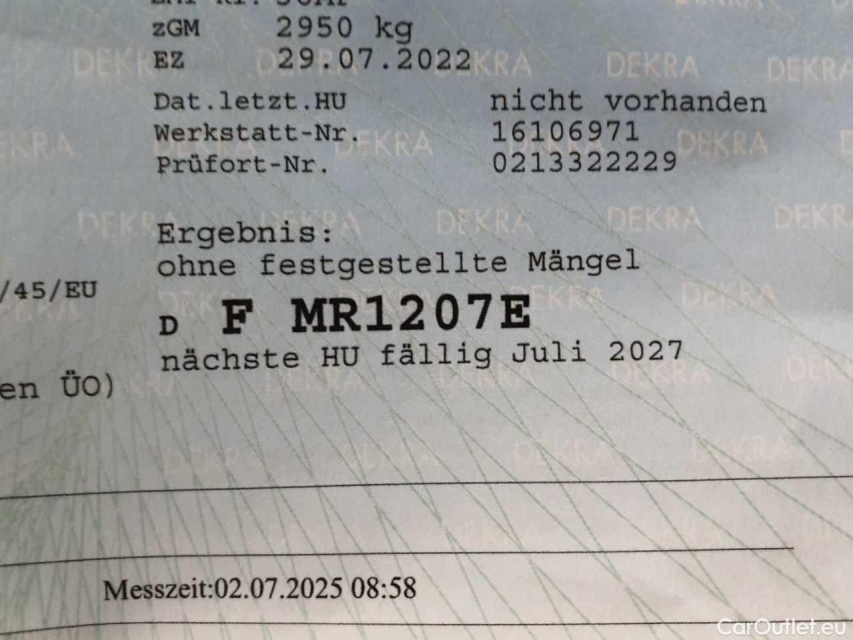 zGM 2950 kg
EZ 29.07.2022
Dat.letzt.HU nicht vorhanden
Werkstatt-Nr. 16106971
Prüfort-Nr. 0213322229
Ergebnis:
ohne festgestellte Mängel
/45/EU
D F MR1207E
nächste HU fällig Juli 2027
en ÜO)
Messzeit:02.07.2025 08:58
DEKRA
CarOutlet.eu